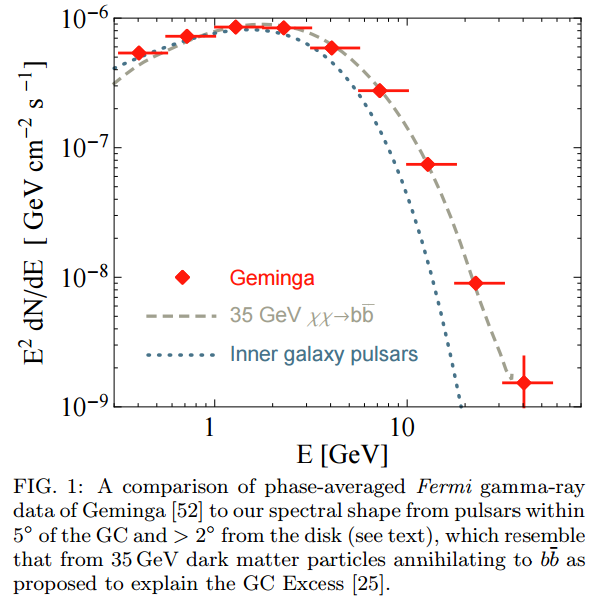 10⁻⁶
10⁻⁷
10⁻⁸
10⁻⁹
E² dN/dE [ GeV cm⁻² s⁻¹]
Geminga
35 GeV χχ→bb̅
Inner galaxy pulsars
1 10
E [GeV]
FIG. 1: A comparison of phase-averaged Fermi gamma-ray
data of Geminga [52] to our spectral shape from pulsars within
5° of the GC and > 2° from the disk (see text), which resemble
that from 35 GeV dark matter particles annihilating to bb̅ as
proposed to explain the GC Excess [25].